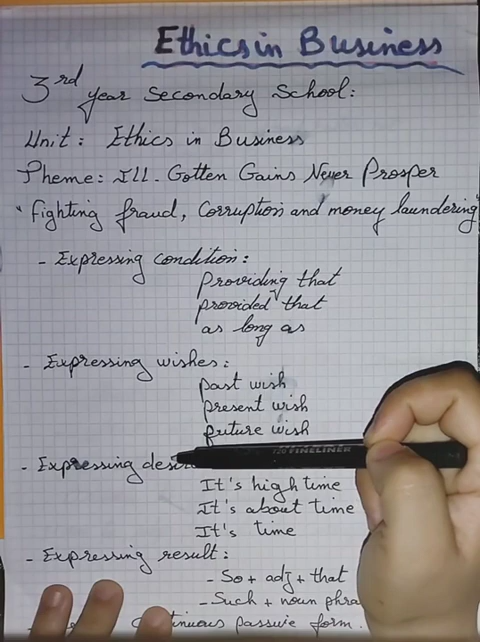 Ethics in Business
3rd year Secondary School:
Unit: Ethics in Business
Theme: Ill-Gotten Gains Never Prosper
"Fighting fraud, Corruption and money laundering"
- Expressing condition:
Providing that
provided that
as long as
- Expressing wishes:
past wish
present wish
future wish
FINELINER
- Expressing
It's high time
It's about time
It's time
- Expressing result:
- So + adj + that
- Such + noun
passive form.